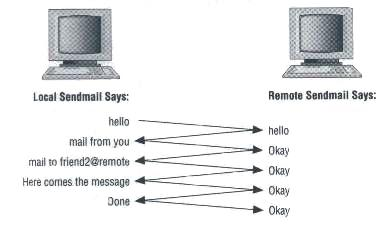 Local Sendmail Says:
Remote Sendmail Says:
hello
hello
mail from you
Okay
mail to friend2@remote
Okay
Here comes the message
Okay
Done
Okay